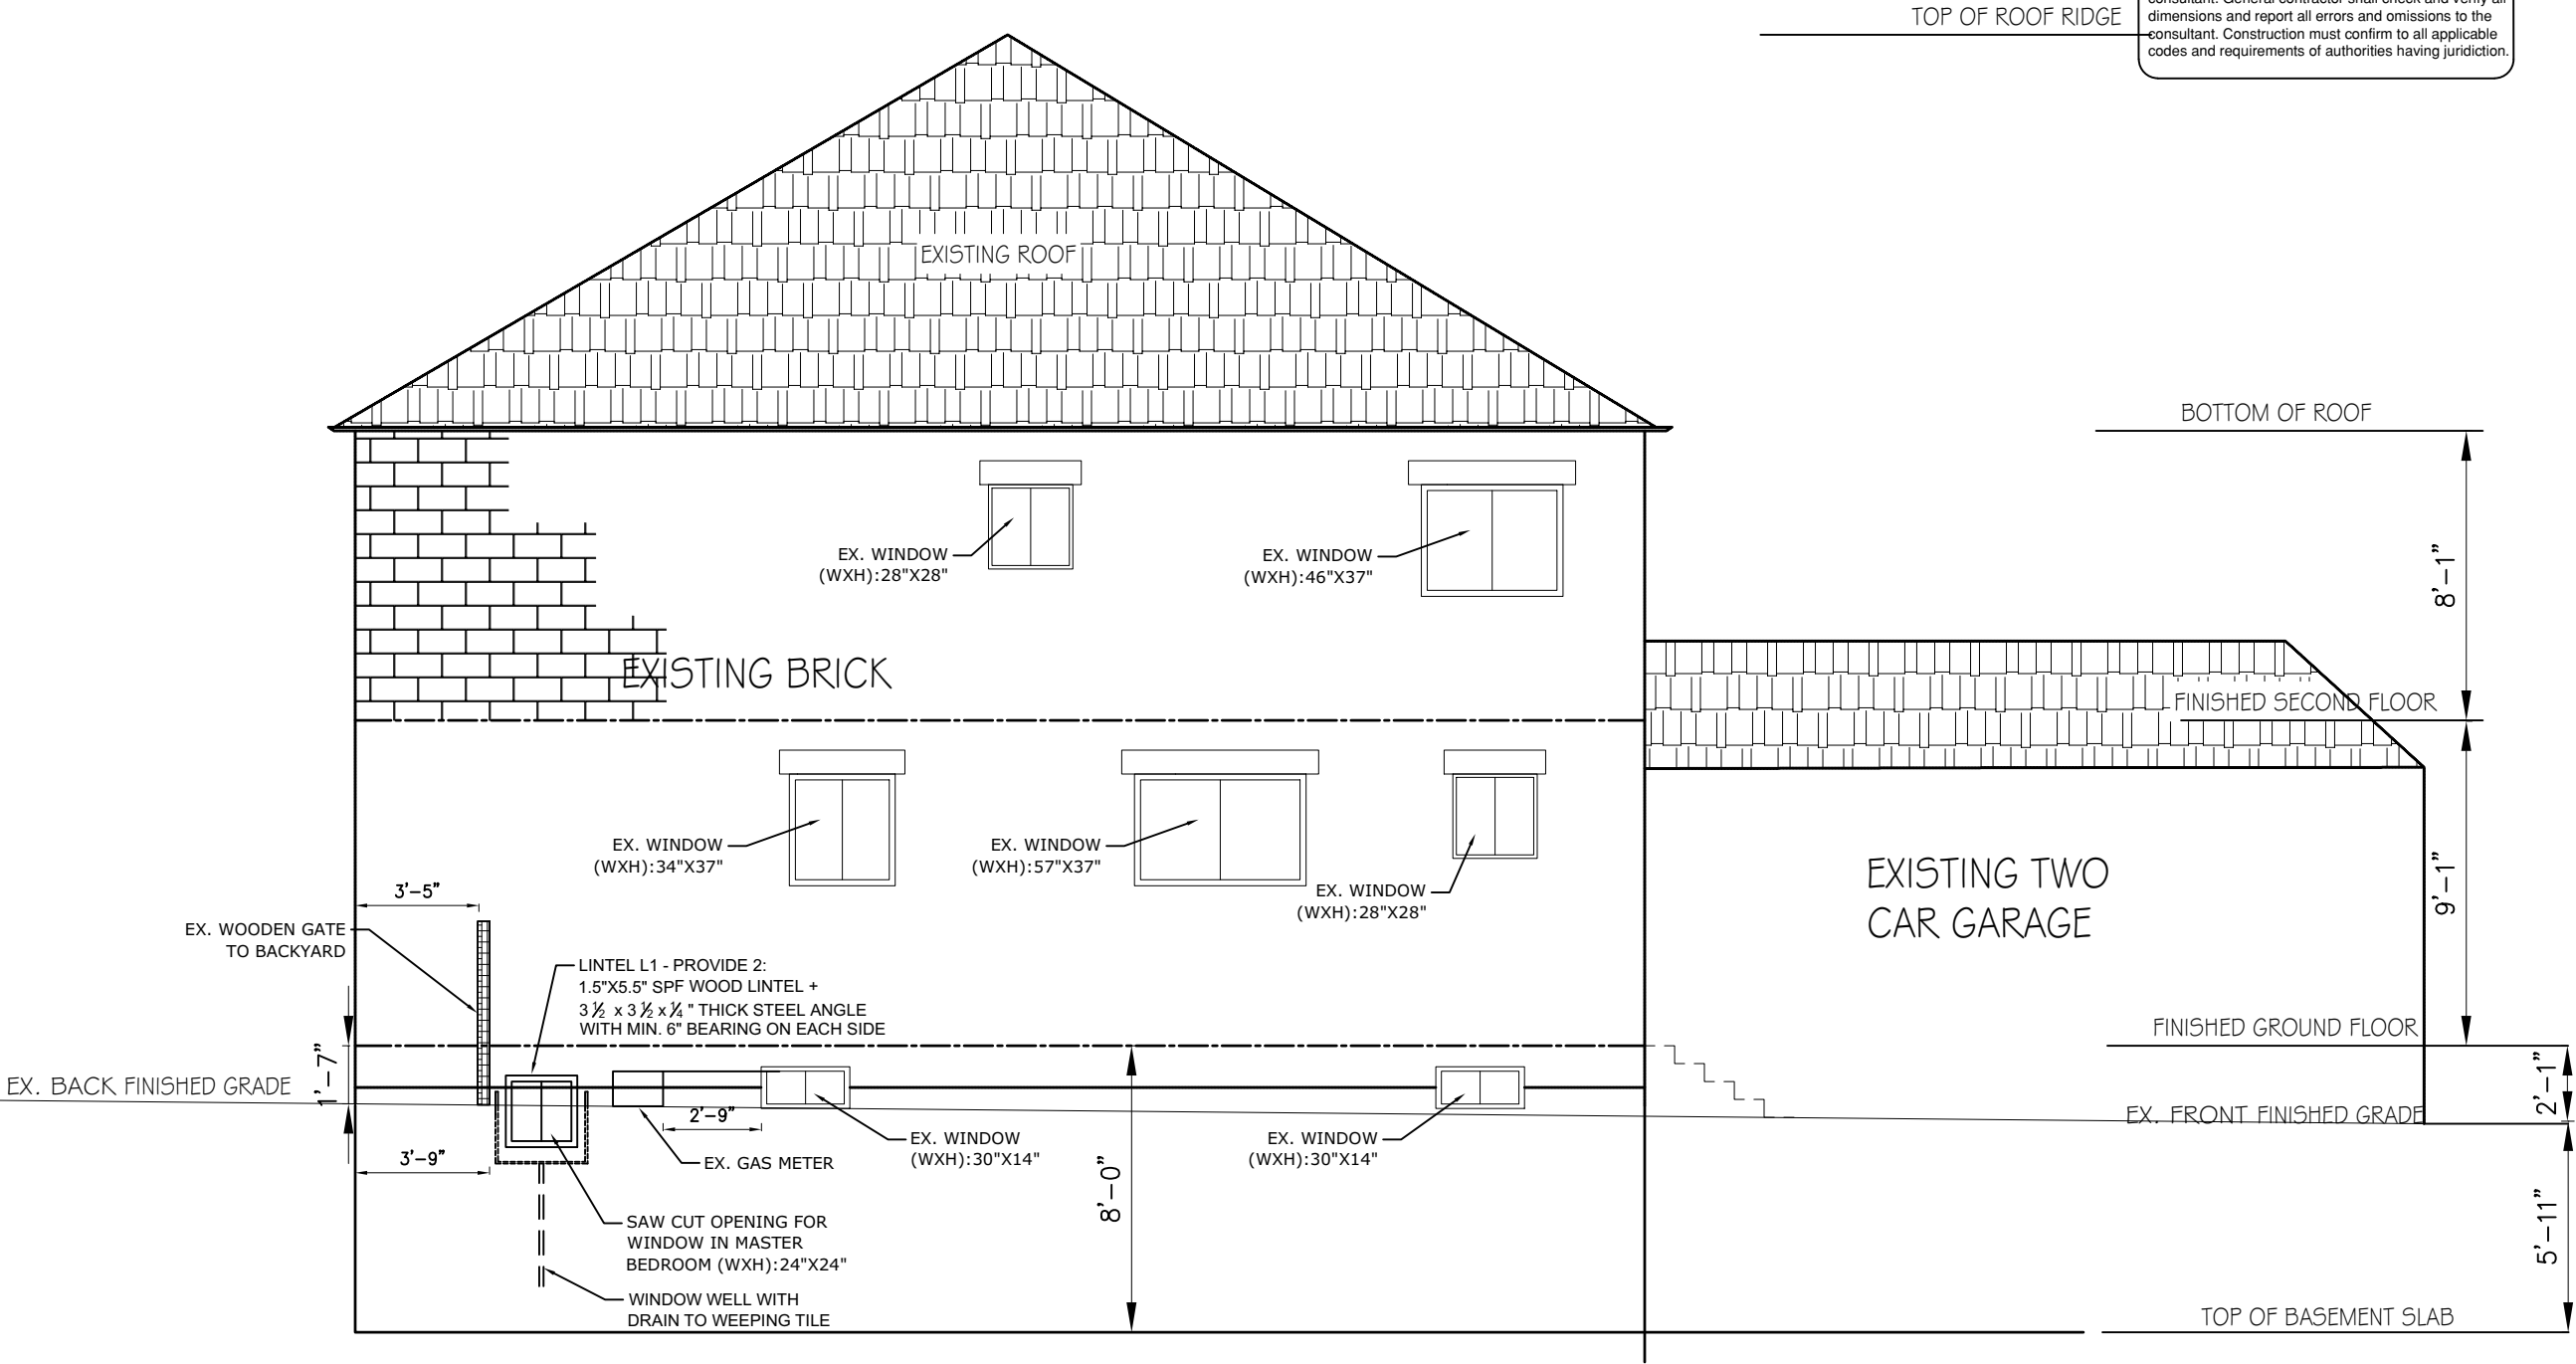 TOP OF ROOF RIDGE
dimensions and report all errors and omissions to the
consultant. Construction must confirm to all applicable
codes and requirements of authorities having juridiction.
EXISTING ROOF
BOTTOM OF ROOF
EX. WINDOW
(WXH):28"X28"
EX. WINDOW
(WXH):46"X37"
8'-1"
EXISTING BRICK
FINISHED SECOND FLOOR
EX. WINDOW
(WXH):34"X37"
EX. WINDOW
(WXH):57"X37"
EX. WINDOW
(WXH):28"X28"
EXISTING TWO
CAR GARAGE
9'-1"
3'-5"
EX. WOODEN GATE
TO BACKYARD
LINTEL L1 - PROVIDE 2:
1.5"X5.5" SPF WOOD LINTEL +
3 ½ x 3 ½ x ¼ " THICK STEEL ANGLE
WITH MIN. 6" BEARING ON EACH SIDE
FINISHED GROUND FLOOR
1'-7"
EX. BACK FINISHED GRADE
2'-1"
EX. FRONT FINISHED GRADE
2'-9"
EX. WINDOW
(WXH):30"X14"
EX. WINDOW
(WXH):30"X14"
3'-9"
EX. GAS METER
8'-0"
SAW CUT OPENING FOR
WINDOW IN MASTER
BEDROOM (WXH):24"X24"
5'-11"
WINDOW WELL WITH
DRAIN TO WEEPING TILE
TOP OF BASEMENT SLAB